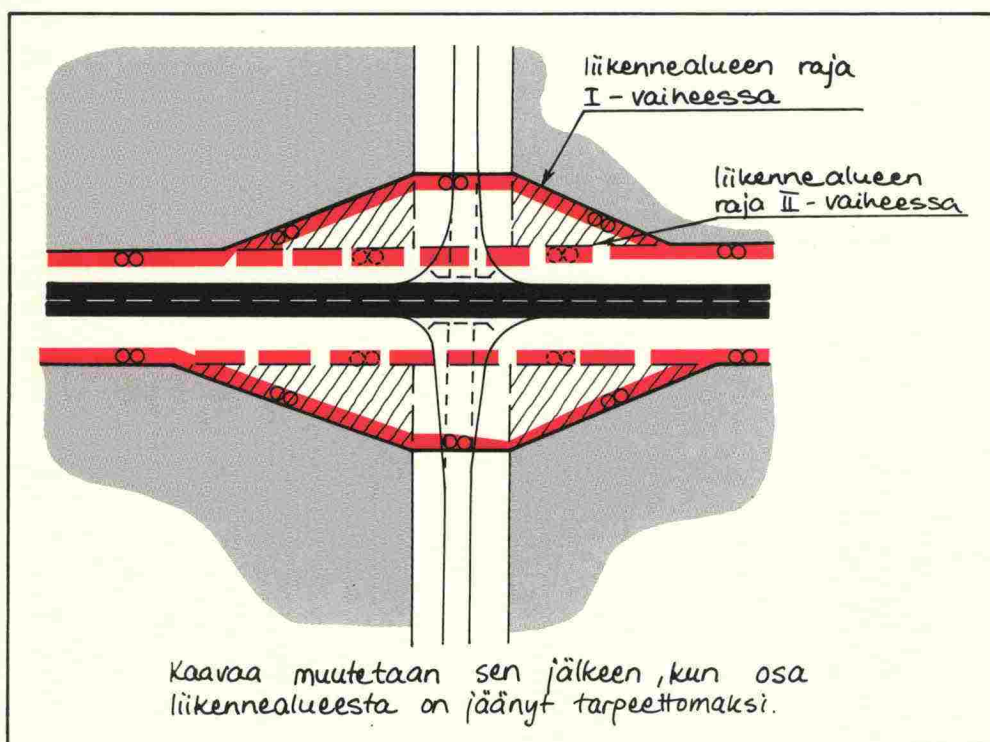 liikennealueen raja
I-vaiheessa
liikennealueen
raja II-vaiheessa
Kaavaa muutetaan sen jälkeen, kun osa
liikennealueesta on jäänyt tarpeettomaksi.